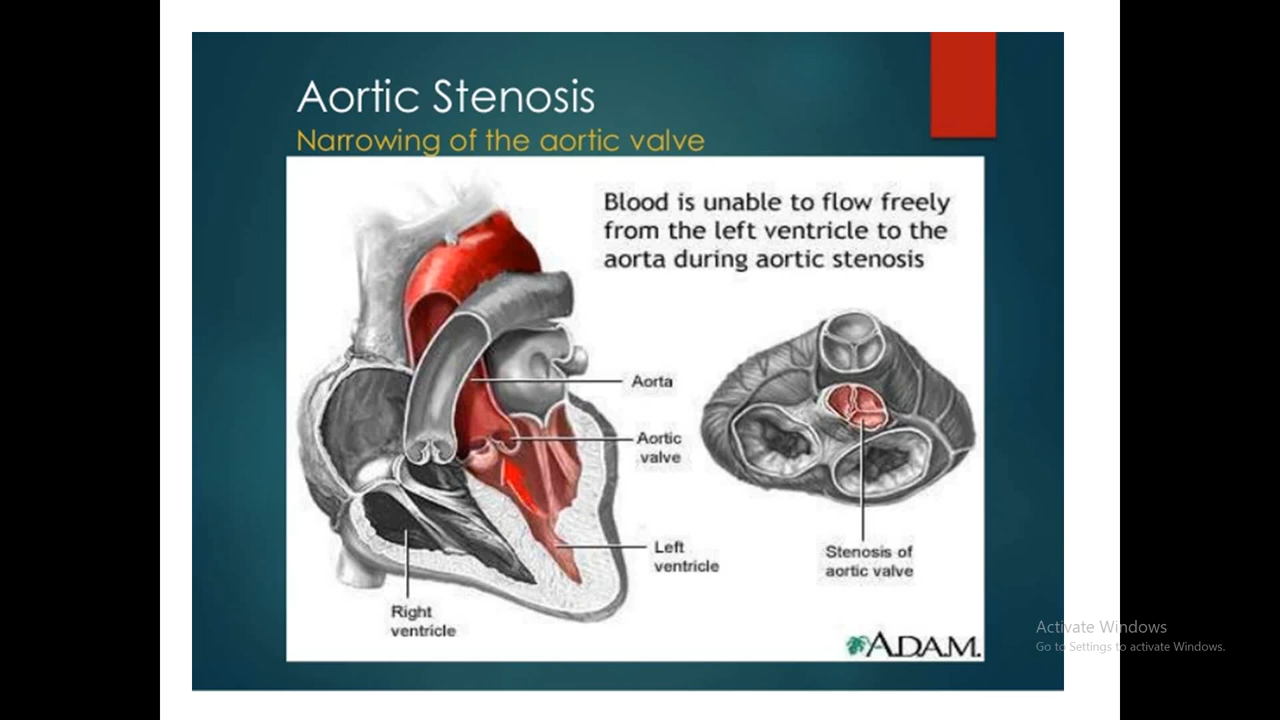 Aortic Stenosis
Narrowing of the aortic valve
Blood is unable to flow freely
from the left ventricle to the
aorta during aortic stenosis
Aorta
Aortic
valve
Left
ventricle
Right
ventricle
Stenosis of
aortic valve
A.D.A.M.
Activate Windows
Go to Settings to activate Windows.